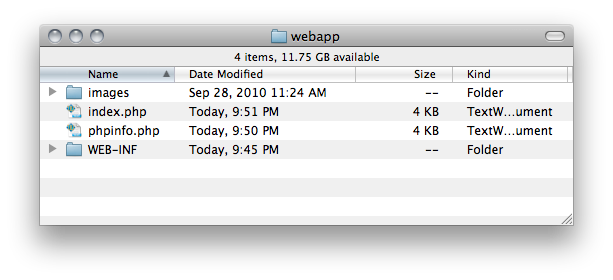 webapp
4 items, 11.75 GB available
Name Date Modified Size Kind
images Sep 28, 2010 11:24 AM -- Folder
index.php Today, 9:51 PM 4 KB TextW...ument
phpinfo.php Today, 9:50 PM 4 KB TextW...ument
WEB-INF Today, 9:45 PM -- Folder